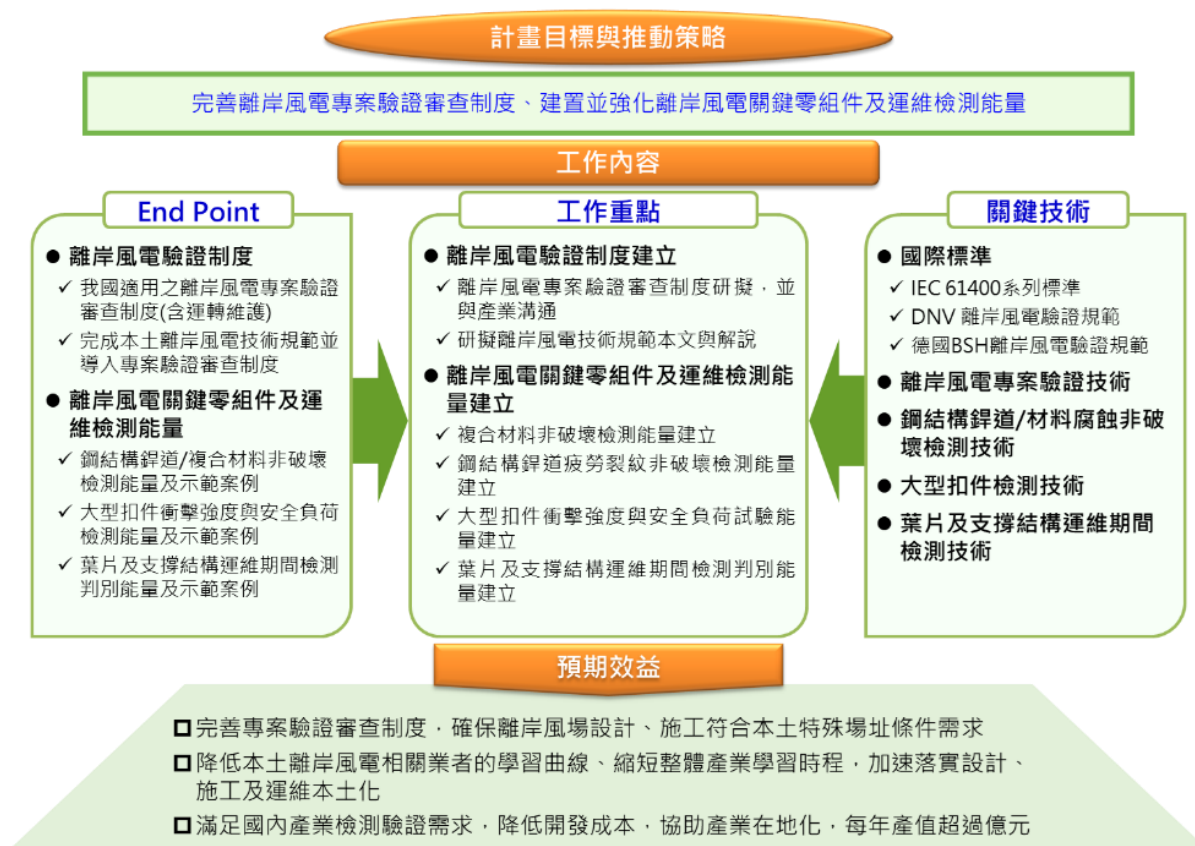 計畫目標與推動策略
完善離岸風電專案驗證審查制度、建置並強化離岸風電關鍵零組件及運維檢測能量
工作內容
End Point
● 離岸風電驗證制度
✓ 我國適用之離岸風電專案驗證
審查制度(含運轉維護)
✓ 完成本土離岸風電技術規範並
導入專案驗證審查制度
● 離岸風電關鍵零組件及運
維檢測能量
✓ 鋼結構銲道/複合材料非破壞
檢測能量及示範案例
✓ 大型扣件衝擊強度與安全負荷
檢測能量及示範案例
✓ 葉片及支撐結構運維期間檢測
判別能量及示範案例
工作重點
● 離岸風電驗證制度建立
✓ 離岸風電專案驗證審查制度研擬，並
與產業溝通
✓ 研擬離岸風電技術規範本文與解說
● 離岸風電關鍵零組件及運維檢測能
量建立
✓ 複合材料非破壞檢測能量建立
✓ 鋼結構銲道疲勞裂紋非破壞檢測能量
建立
✓ 大型扣件衝擊強度與安全負荷試驗能
量建立
✓ 葉片及支撐結構運維期間檢測判別能
量建立
關鍵技術
● 國際標準
✓ IEC 61400系列標準
✓ DNV 離岸風電驗證規範
✓ 德國BSH離岸風電驗證規範
● 離岸風電專案驗證技術
● 鋼結構銲道/材料腐蝕非破
壞檢測技術
● 大型扣件檢測技術
● 葉片及支撐結構運維期間
檢測技術
預期效益
□ 完善專案驗證審查制度，確保離岸風場設計、施工符合本土特殊場址條件需求
□ 降低本土離岸風電相關業者的學習曲線、縮短整體產業學習時程，加速落實設計、
施工及運維本土化
□ 滿足國內產業檢測驗證需求，降低開發成本，協助產業在地化，每年產值超過億元